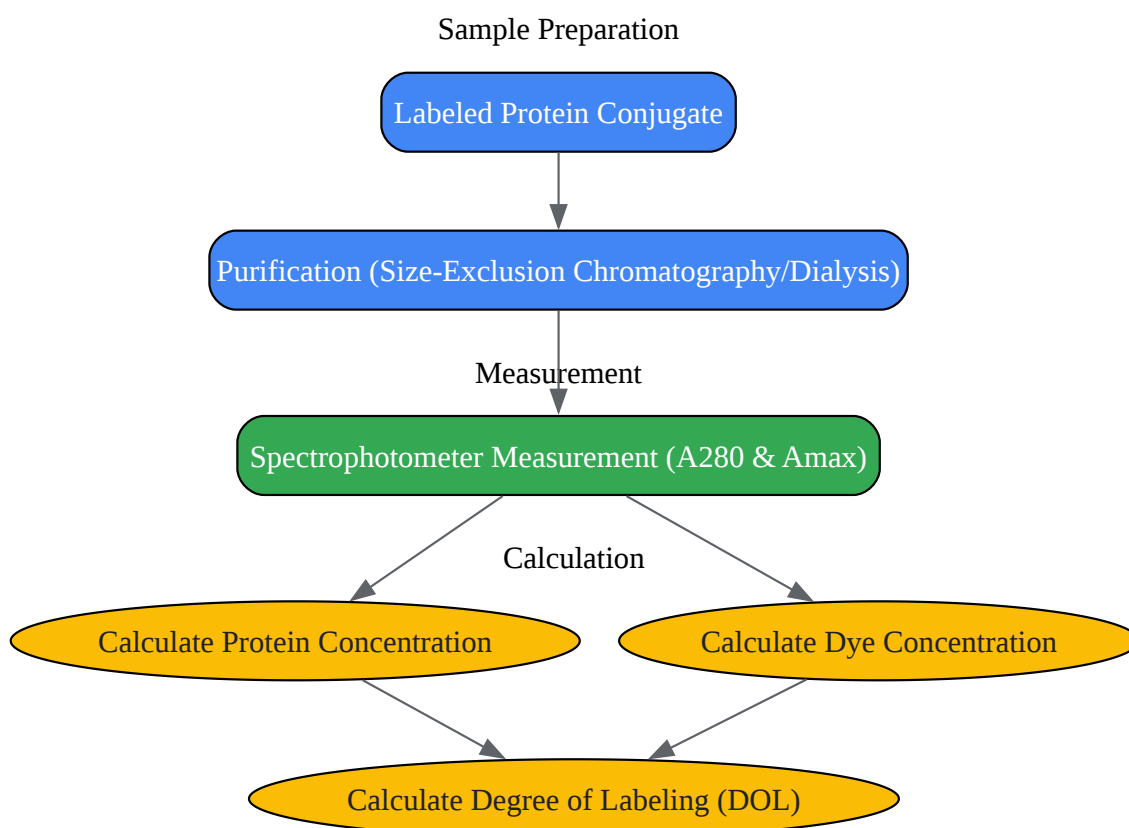 Sample Preparation
Labeled Protein Conjugate
Purification (Size-Exclusion Chromatography/Dialysis)
Measurement
Spectrophotometer Measurement (A280 & Amax)
Calculation
Calculate Protein Concentration
Calculate Dye Concentration
Calculate Degree of Labeling (DOL)